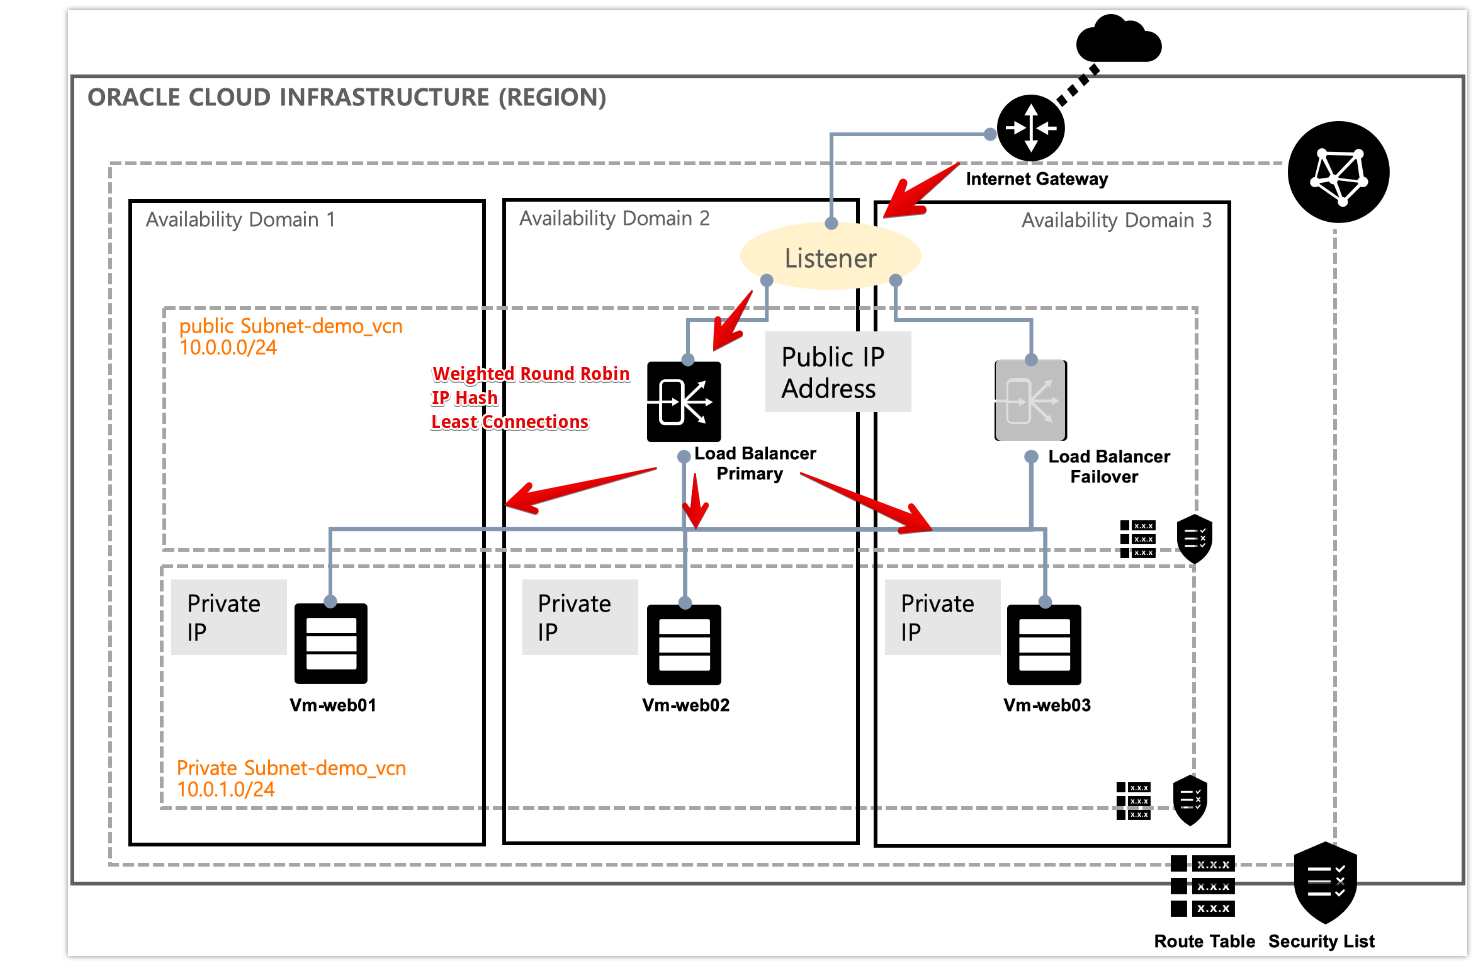 ORACLE CLOUD INFRASTRUCTURE (REGION)
Internet Gateway
Availability Domain 1
Availability Domain 2
Availability Domain 3
Listener
public Subnet-demo_vcn
10.0.0.0/24
Public IP
Address
Weighted Round Robin
IP Hash
Least Connections
Load Balancer
Primary
Load Balancer
Failover
x.x.x
x.x.x
x.x.x
Private
IP
Private
IP
Private
IP
Vm-web01
Vm-web02
Vm-web03
Private Subnet-demo_vcn
10.0.1.0/24
x.x.x
x.x.x
x.x.x
x.x.x
x.x.x
x.x.x
Route Table
Security List